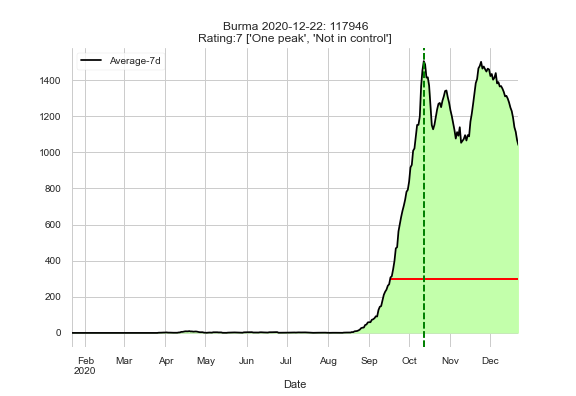 Burma 2020-12-22: 117946
Rating:7 ['One peak', 'Not in control']
Average-7d
1400
1200
1000
800
600
400
200
0
Feb Mar Apr May Jun Jul Aug Sep Oct Nov Dec
2020
Date